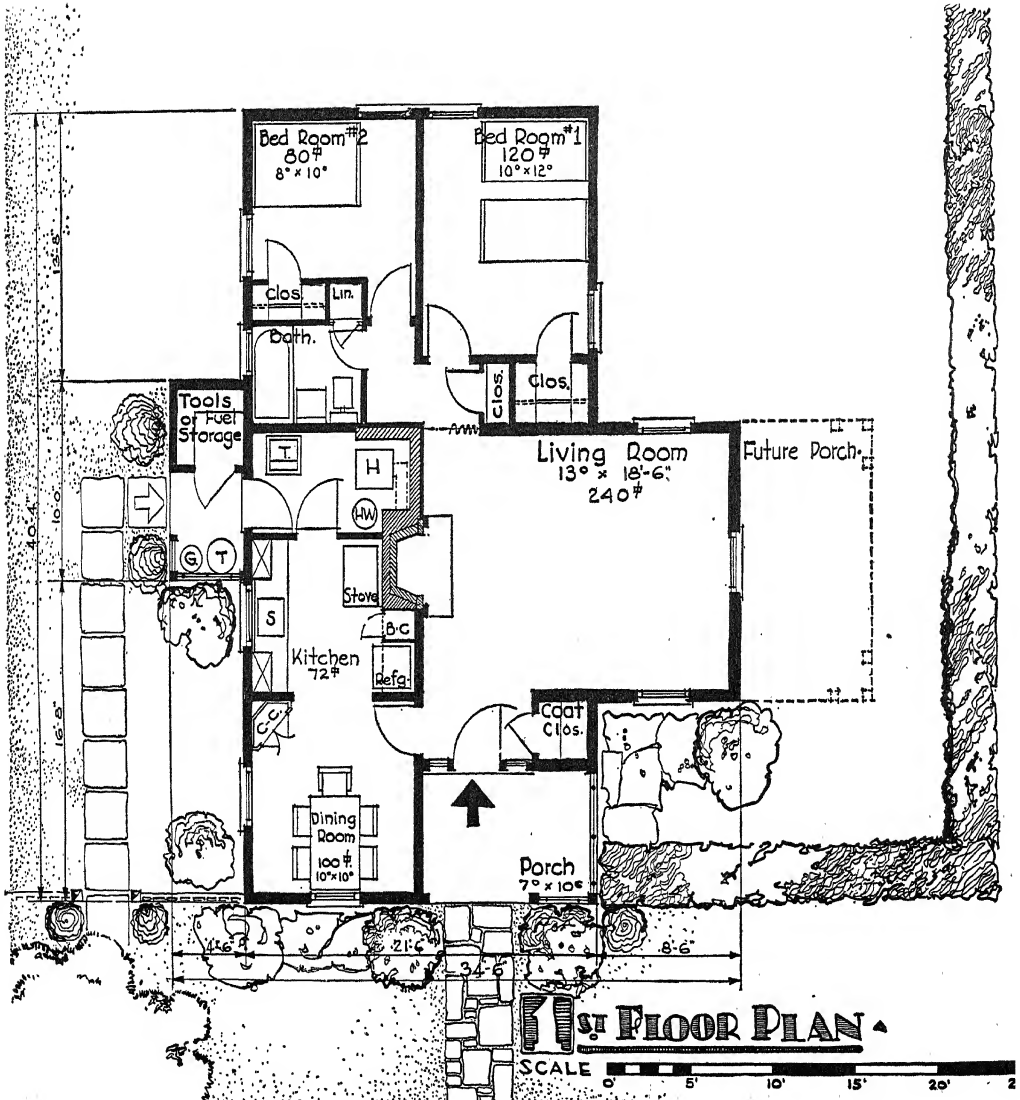 Bed Room #2
80#
8° × 10°
Bed Room #1
120#
10° × 12°
Clos.
Lin.
Bath.
Clos.
Clos.
Tools
or Fuel
Storage
T.
H
HW
G
T
Living Room
13° × 18'-6"
240#
Future Porch.
Stove
S
B.C
Kitchen
72#
Refg.
C.C.
Coat
Clos.
Dining
Room
100#
10°×10°
Porch
7° × 10°
13'-8"
10'-0"
40'-4"
16'-8"
4'-6"
21'-6"
8'-6"
34'-6"
1ST FLOOR PLAN
SCALE
0' 5' 10' 15' 20' 2